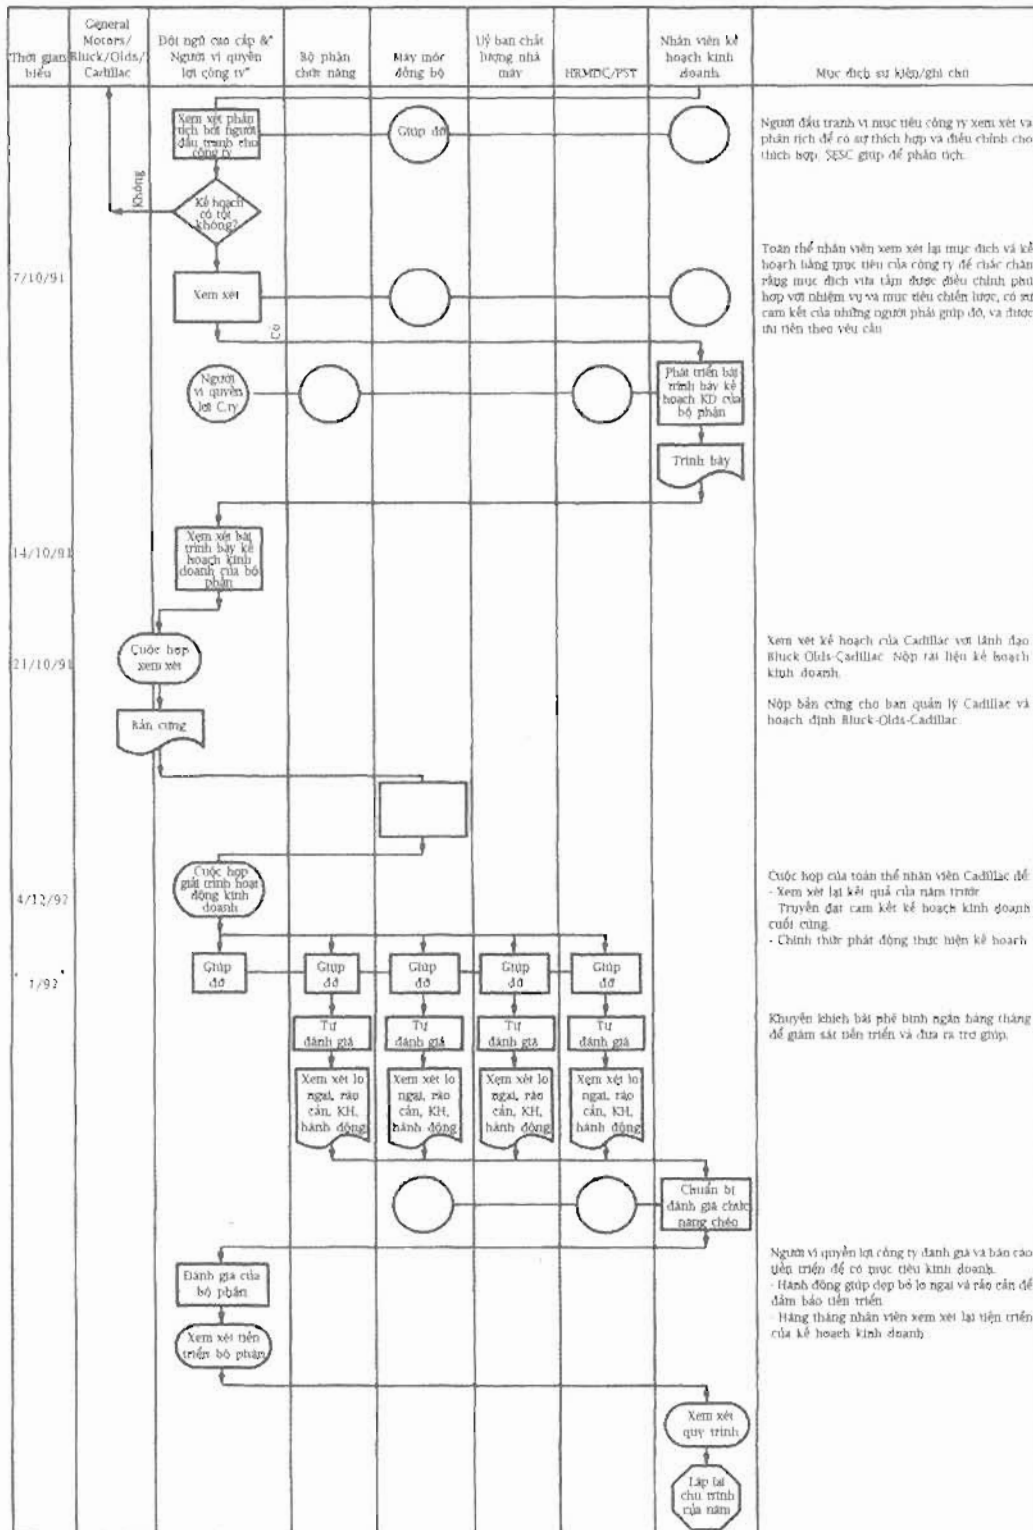 Thời gian
biểu
General
Motors/
Bluck/Olds/
Cadillac
Đội ngũ cao cấp &"
Người vì quyền
lợi công ty"
Bộ phận
chức năng
Máy móc
đồng bộ
Uỷ ban chất
lượng nhà
máy
HRMDC/PST
Nhân viên kế
hoạch kinh
doanh
Mục đích sự kiện/ghi chú
Xem xét phân
tích bởi người
đấu tranh cho
công ty
Giúp đỡ
Người đấu tranh vì mục tiêu công ty xem xét và
phân tích để có sự thích hợp và điều chỉnh cho
thích hợp. SESC giúp để phân tích.
Không
Kế hoạch
có tốt
không?
7/10/91
Xem xét
Có
Toàn thể nhân viên xem xét lại mục đích và kế
hoạch bằng mục tiêu của công ty để chắc chắn
rằng mục đích vừa tầm được điều chỉnh phù
hợp với nhiệm vụ và mục tiêu chiến lược, có sự
cam kết của những người phải giúp đỡ, và được
ưu tiên theo yêu cầu
Người
vì quyền
lợi C.ty
Phát triển bài
trình bày kế
hoạch KD của
bộ phận
Trình bày
14/10/91
Xem xét bài
trình bày kế
hoạch kinh
doanh của bộ
phận
21/10/91
Cuộc họp
xem xét
Xem xét kế hoạch của Cadillac với lãnh đạo
Bluck Olds-Cadillac. Nộp tài liệu kế hoạch
kinh doanh.
Bản cứng
Nộp bản cứng cho ban quản lý Cadillac và
hoạch định Bluck-Olds-Cadillac
4/12/92
Cuộc họp
giải trình hoạt
động kinh
doanh
Cuộc họp của toàn thể nhân viên Cadillac để:
- Xem xét lại kết quả của năm trước
Truyền đạt cam kết kế hoạch kinh doanh
cuối cùng.
- Chính thức phát động thực hiện kế hoạch
1/92
Giúp
đỡ
Giúp
đỡ
Giúp
đỡ
Giúp
đỡ
Giúp
đỡ
Tự
đánh giá
Tự
đánh giá
Tự
đánh giá
Tự
đánh giá
Khuyến khích bài phê bình ngắn hàng tháng
để giám sát tiến triển và đưa ra trợ giúp.
Xem xét lo
ngại, rào
cản, KH,
hành động
Xem xét lo
ngại, rào
cản, KH,
hành động
Xem xét lo
ngại, rào
cản, KH,
hành động
Xem xét lo
ngại, rào
cản, KH,
hành động
Chuẩn bị
đánh giá chức
năng chéo
Đánh giá của
bộ phận
Người vì quyền lợi công ty đánh giá và báo cáo
tiến triển để có mục tiêu kinh doanh.
- Hành động giúp dẹp bỏ lo ngại và rào cản để
đảm bảo tiến triển
- Hàng tháng nhân viên xem xét lại tiến triển
của kế hoạch kinh doanh
Xem xét tiến
triển bộ phận
Xem xét
quy trình
Lặp lại
chu trình
của năm